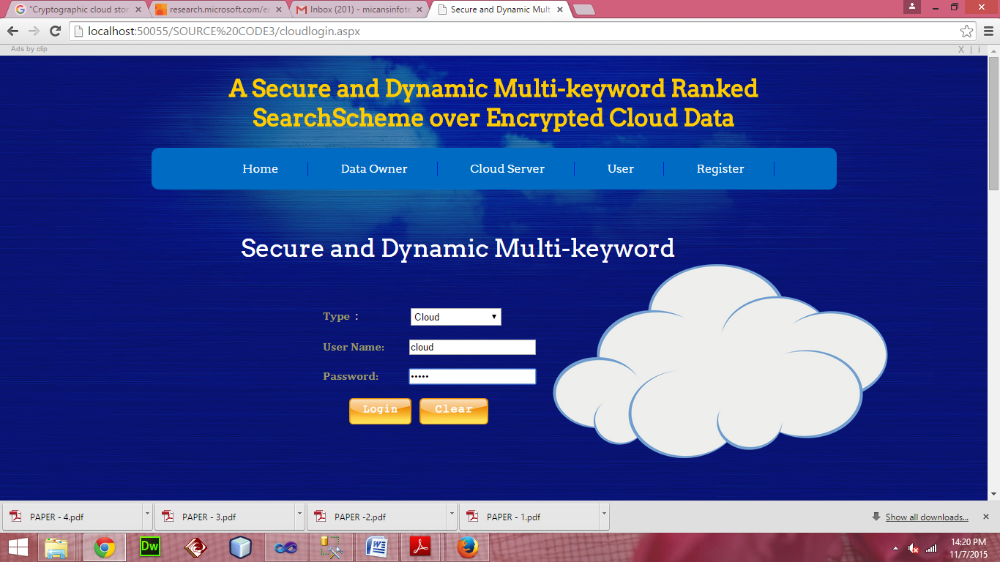 "Cryptographic cloud stor
research.microsoft.com/en
Inbox (201) - micansinfote
Secure and Dynamic Mult
localhost:50055/SOURCE%20CODE3/cloudlogin.aspx
Ads by clip
X | i
A Secure and Dynamic Multi-keyword Ranked
SearchScheme over Encrypted Cloud Data
Home
Data Owner
Cloud Server
User
Register
Secure and Dynamic Multi-keyword
Type :
Cloud
User Name:
cloud
Password:
•••••
Login
Clear
PAPER - 4.pdf
PAPER - 3.pdf
PAPER -2.pdf
PAPER - 1.pdf
Show all downloads...
Dw
14:20 PM
11/7/2015